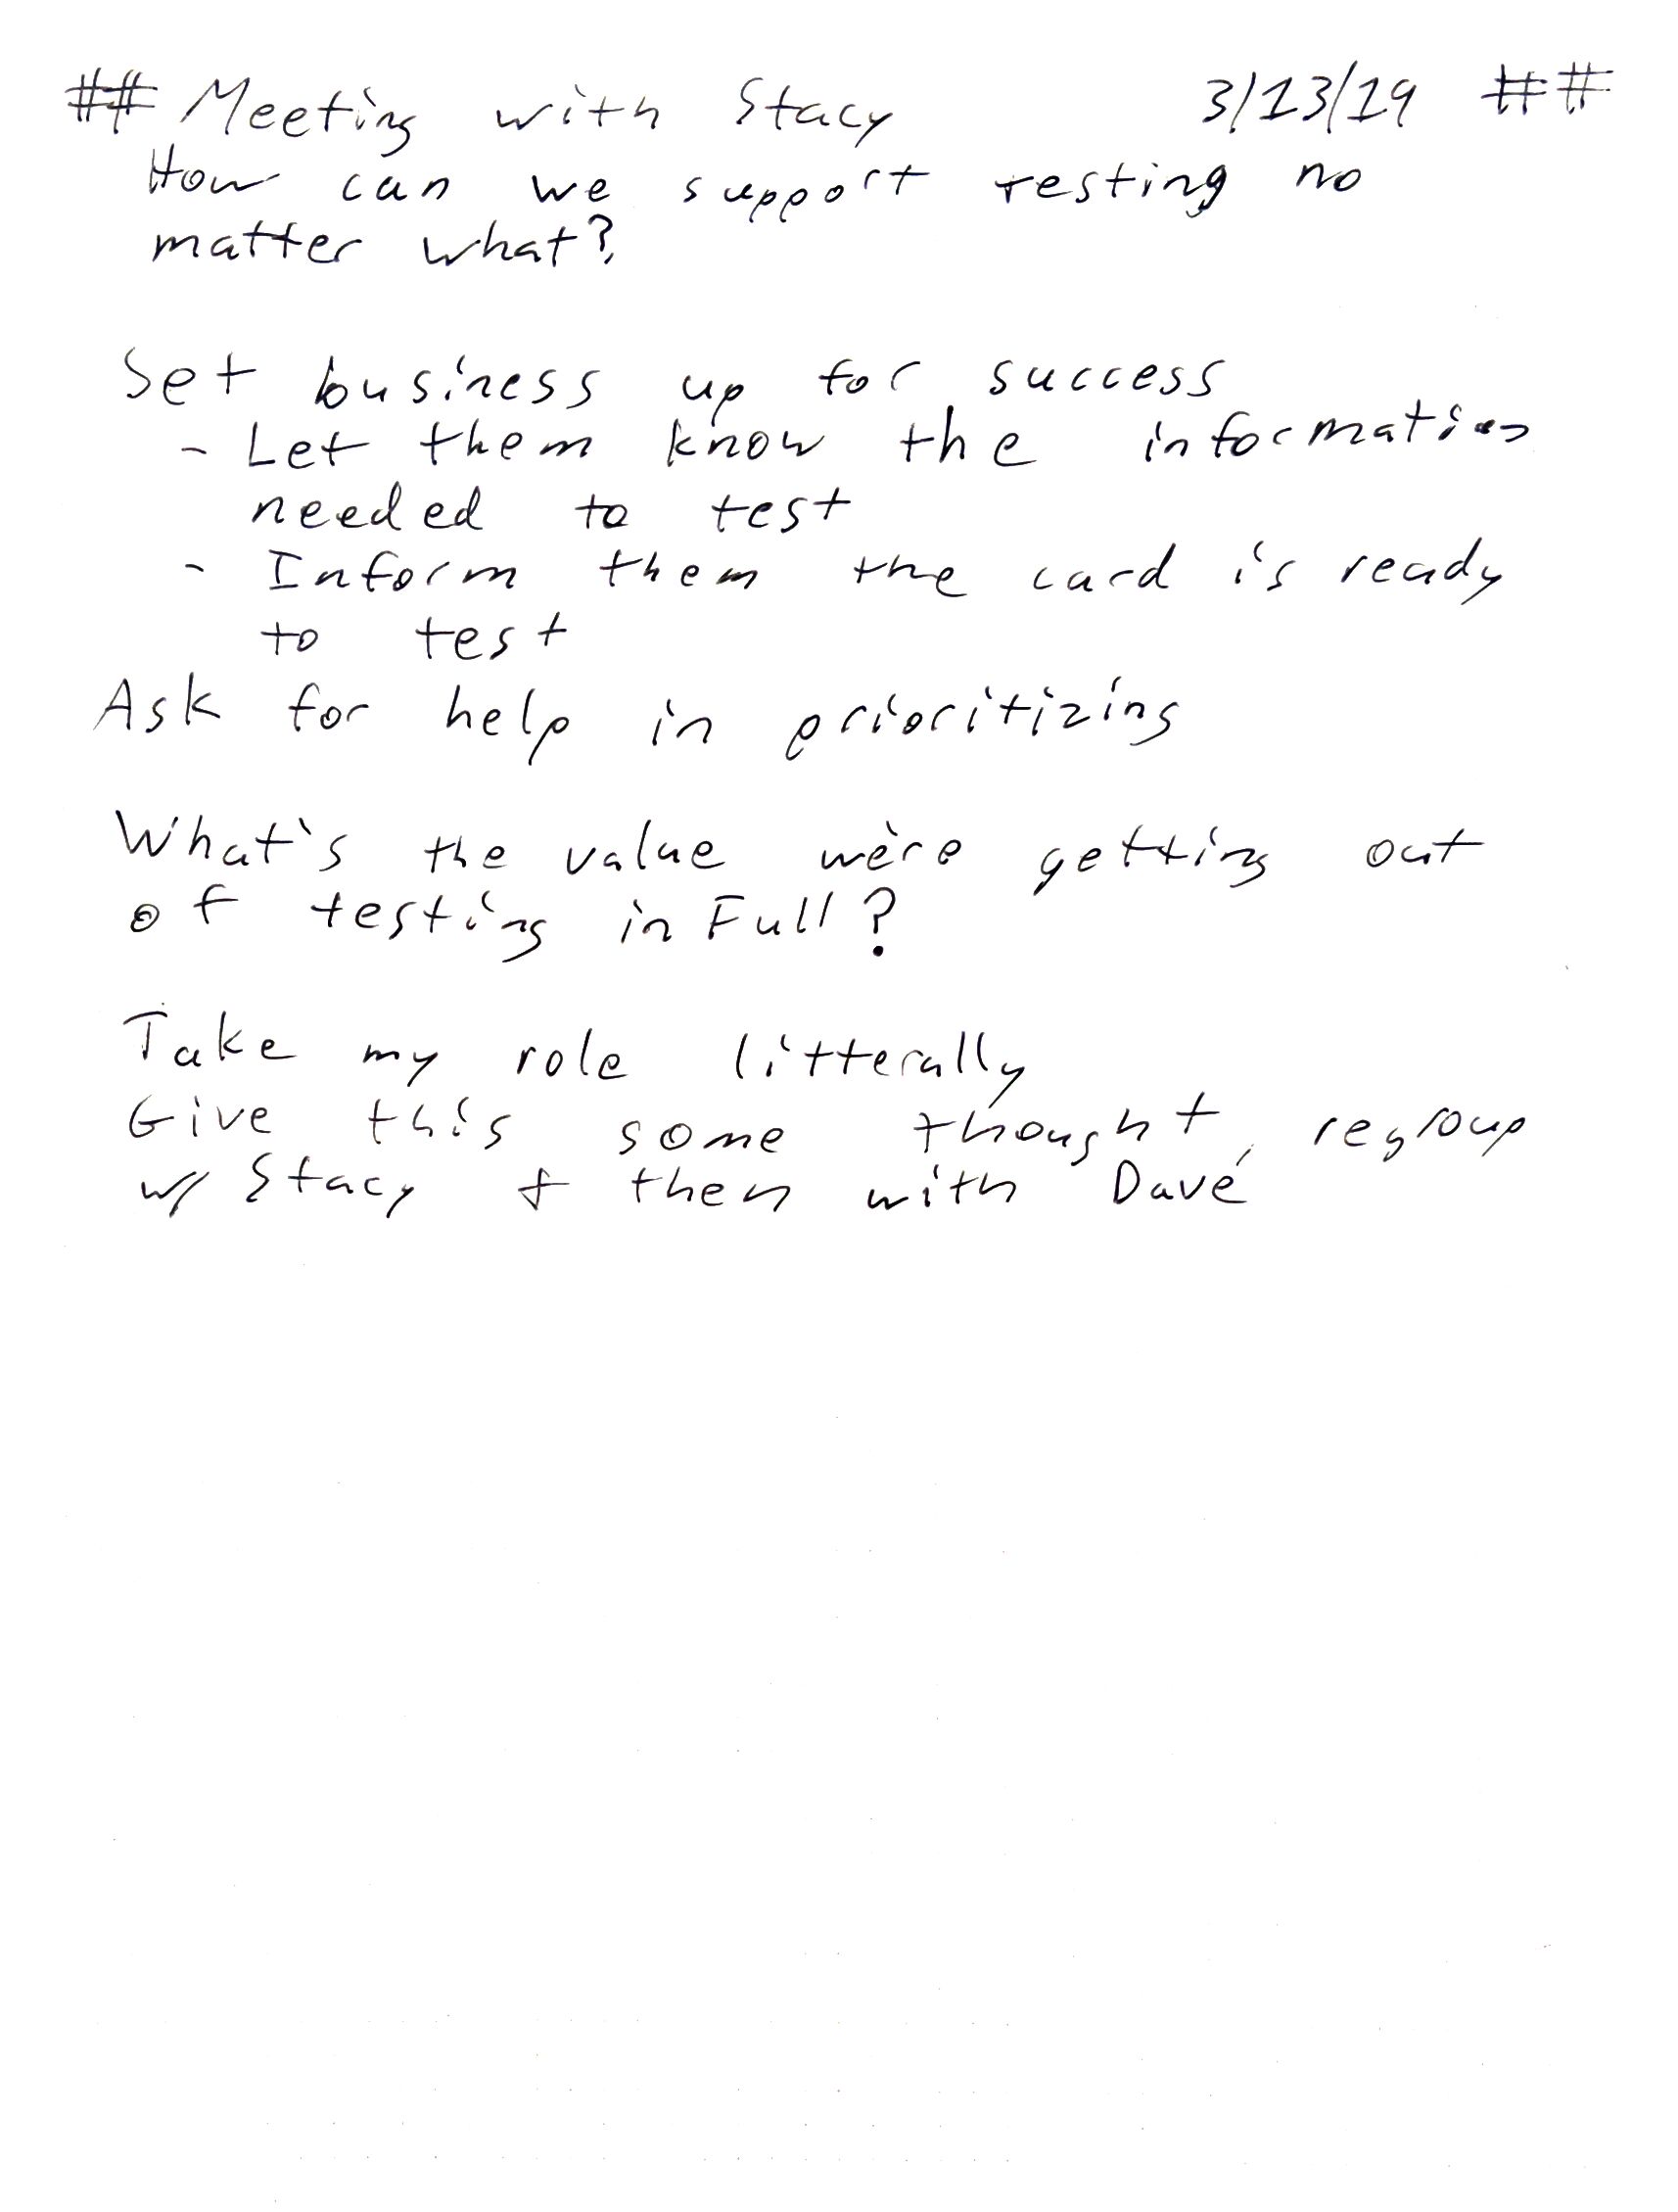 ## Meeting with Stacy 3/13/19 ##
How can we support testing no
matter what?
Set business up for success
- Let them know the information
needed to test
- Inform them the card is ready
to test
Ask for help in prioritizing
What's the value we're getting out
of testing in Full?
Take my role litterally
Give this some thought, regroup
w/ Stacy & then with Dave